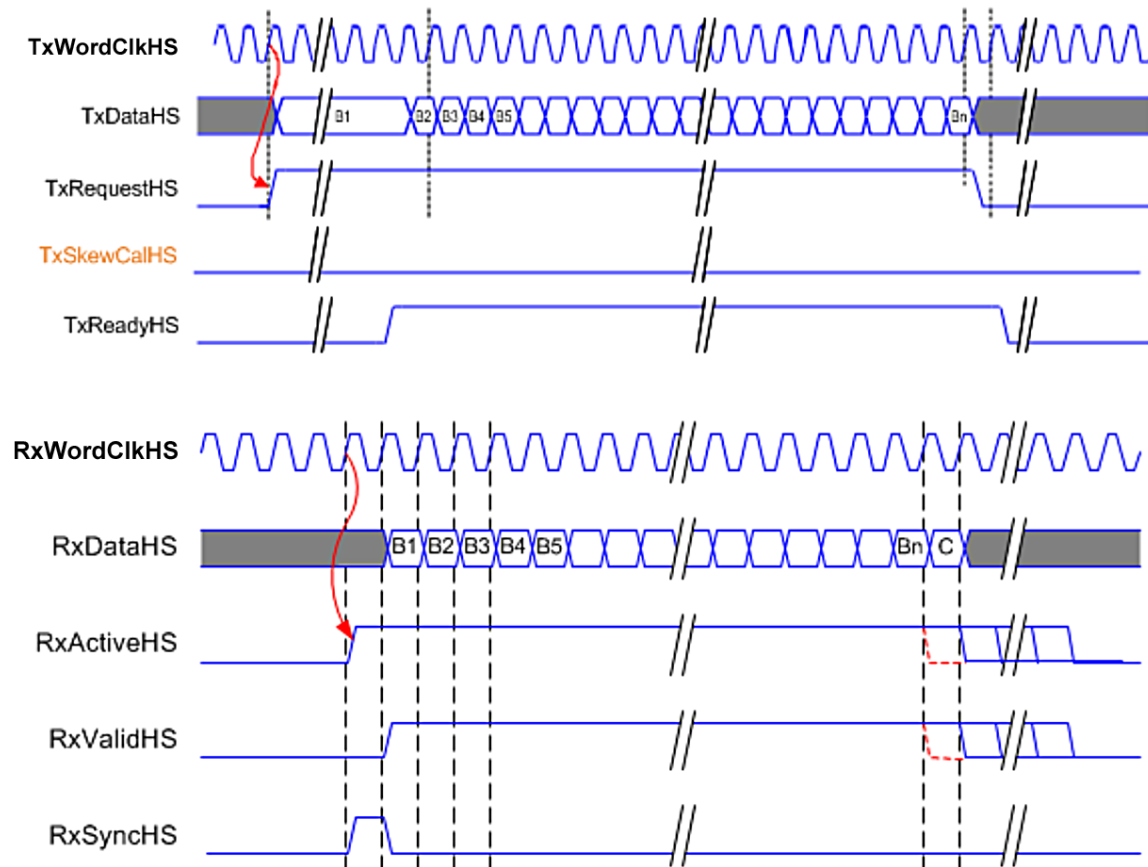 TxWordClkHS
TxDataHS B1 B2 B3 B4 B5 Bn
TxRequestHS
TxSkewCalHS
TxReadyHS
RxWordClkHS
RxDataHS B1 B2 B3 B4 B5 Bn C
RxActiveHS
RxValidHS
RxSyncHS